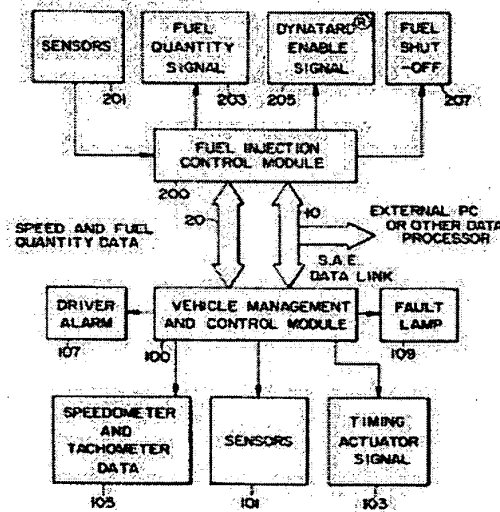 SENSORS
201
FUEL
QUANTITY
SIGNAL
203
DYNATARD®
ENABLE
SIGNAL
205
FUEL
SHUT
-OFF
207
FUEL INJECTION
CONTROL MODULE
200
SPEED AND FUEL
QUANTITY DATA
20
10
EXTERNAL PC
OR OTHER DATA
PROCESSOR
S.A.E.
DATA LINK
DRIVER
ALARM
107
VEHICLE MANAGEMENT
AND CONTROL MODULE
100
FAULT
LAMP
109
SPEEDOMETER
AND
TACHOMETER
DATA
105
SENSORS
101
TIMING
ACTUATOR
SIGNAL
103